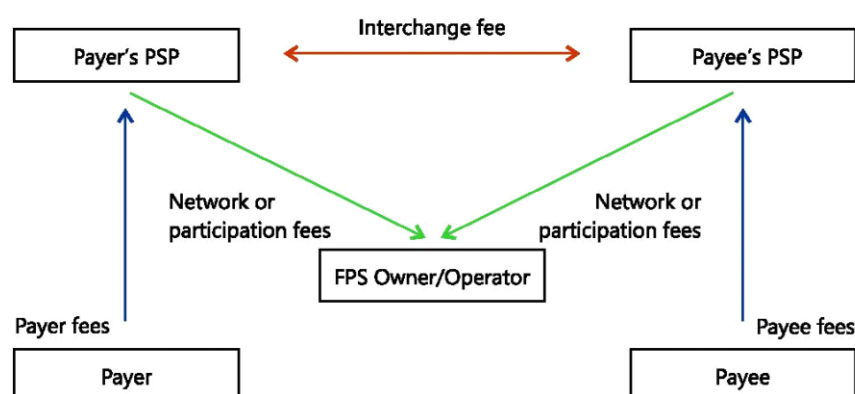 Interchange fee
Payer's PSP
Payee's PSP
Network or
participation fees
Network or
participation fees
FPS Owner/Operator
Payer fees
Payee fees
Payer
Payee